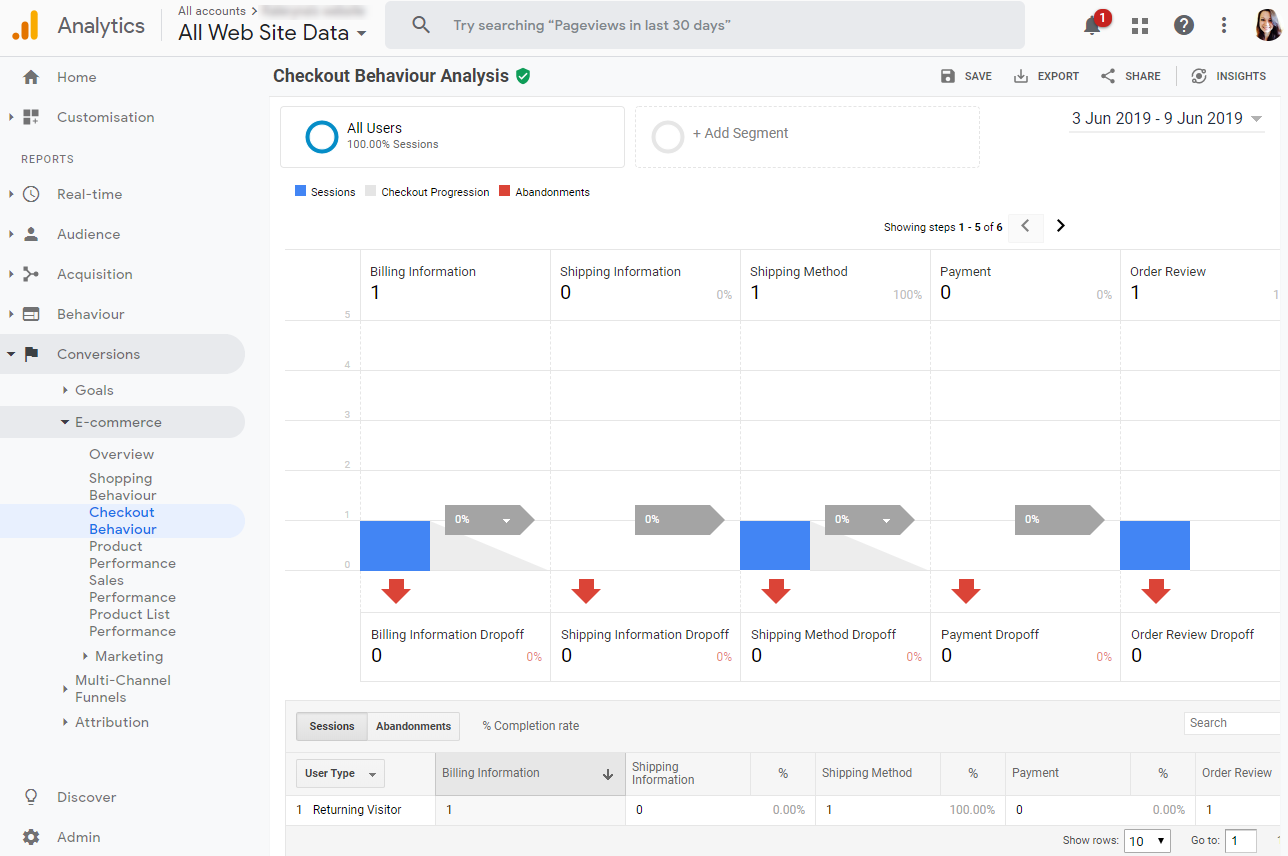 Analytics
All accounts >
All Web Site Data
Try searching “Pageviews in last 30 days”
1
Home
Customisation
REPORTS
Real-time
Audience
Acquisition
Behaviour
Conversions
Goals
E-commerce
Overview
Shopping
Behaviour
Checkout
Behaviour
Product
Performance
Sales
Performance
Product List
Performance
Marketing
Multi-Channel
Funnels
Attribution
Discover
Admin
Checkout Behaviour Analysis
SAVE EXPORT SHARE INSIGHTS
All Users
100.00% Sessions
+ Add Segment
3 Jun 2019 - 9 Jun 2019
Sessions Checkout Progression Abandonments
Showing steps 1 - 5 of 6
Billing Information Shipping Information Shipping Method Payment Order Review
1 0 0% 1 100% 0 0% 1 1
5
4
3
2
1
0% 0% 0% 0%
0
Billing Information Dropoff Shipping Information Dropoff Shipping Method Dropoff Payment Dropoff Order Review Dropoff
0 0% 0 0% 0 0% 0 0% 0
Sessions Abandonments % Completion rate Search
User Type Billing Information Shipping
Information % Shipping Method % Payment % Order Review
1 Returning Visitor 1 0 0.00% 1 100.00% 0 0.00% 1
Show rows: 10 Go to: 1